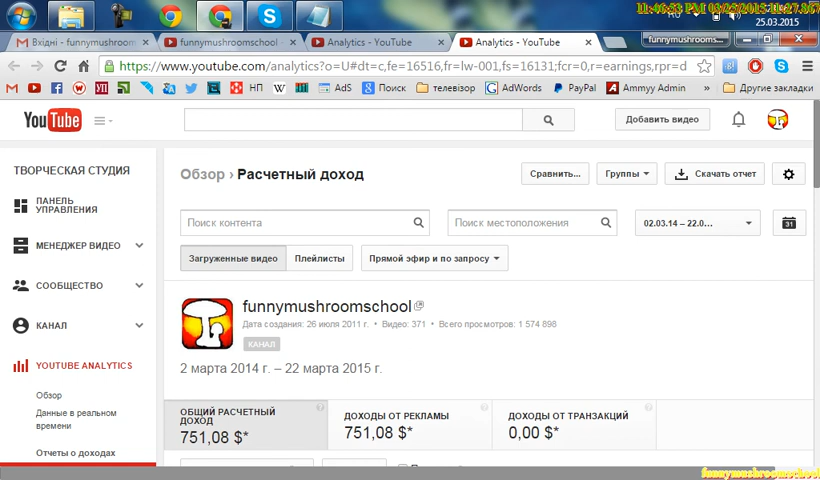 RU
25.03.2015
Вхідні - funnymushroom
funnymushroomschool
Analytics - YouTube
Analytics - YouTube
funnymushrooms...
https://www.youtube.com/analytics?o=U#dt=c,fe=16516,fr=lw-001,fs=16131;fcr=0,r=earnings,rpr=d
НП
AdS
Поиск
телевізор
AdWords
PayPal
Ammyy Admin
»
Другие закладки
YouTube
Добавить видео
ТВОРЧЕСКАЯ СТУДИЯ
Обзор › Расчетный доход
Сравнить...
Группы
Скачать отчет
ПАНЕЛЬ
УПРАВЛЕНИЯ
Поиск контента
Поиск местоположения
02.03.14 – 22.0...
31
МЕНЕДЖЕР ВИДЕО
Загруженные видео
Плейлисты
Прямой эфир и по запросу
СООБЩЕСТВО
funnymushroomschool
КАНАЛ
Дата создания: 26 июля 2011 г. • Видео: 371 • Всего просмотров: 1 574 898
КАНАЛ
YOUTUBE ANALYTICS
2 марта 2014 г. – 22 марта 2015 г.
Обзор
Данные в реальном
времени
ОБЩИЙ РАСЧЕТНЫЙ
ДОХОД
751,08 $*
ДОХОДЫ ОТ РЕКЛАМЫ
751,08 $*
ДОХОДЫ ОТ ТРАНЗАКЦИЙ
0,00 $*
Отчеты о доходах
funnymushroomschool